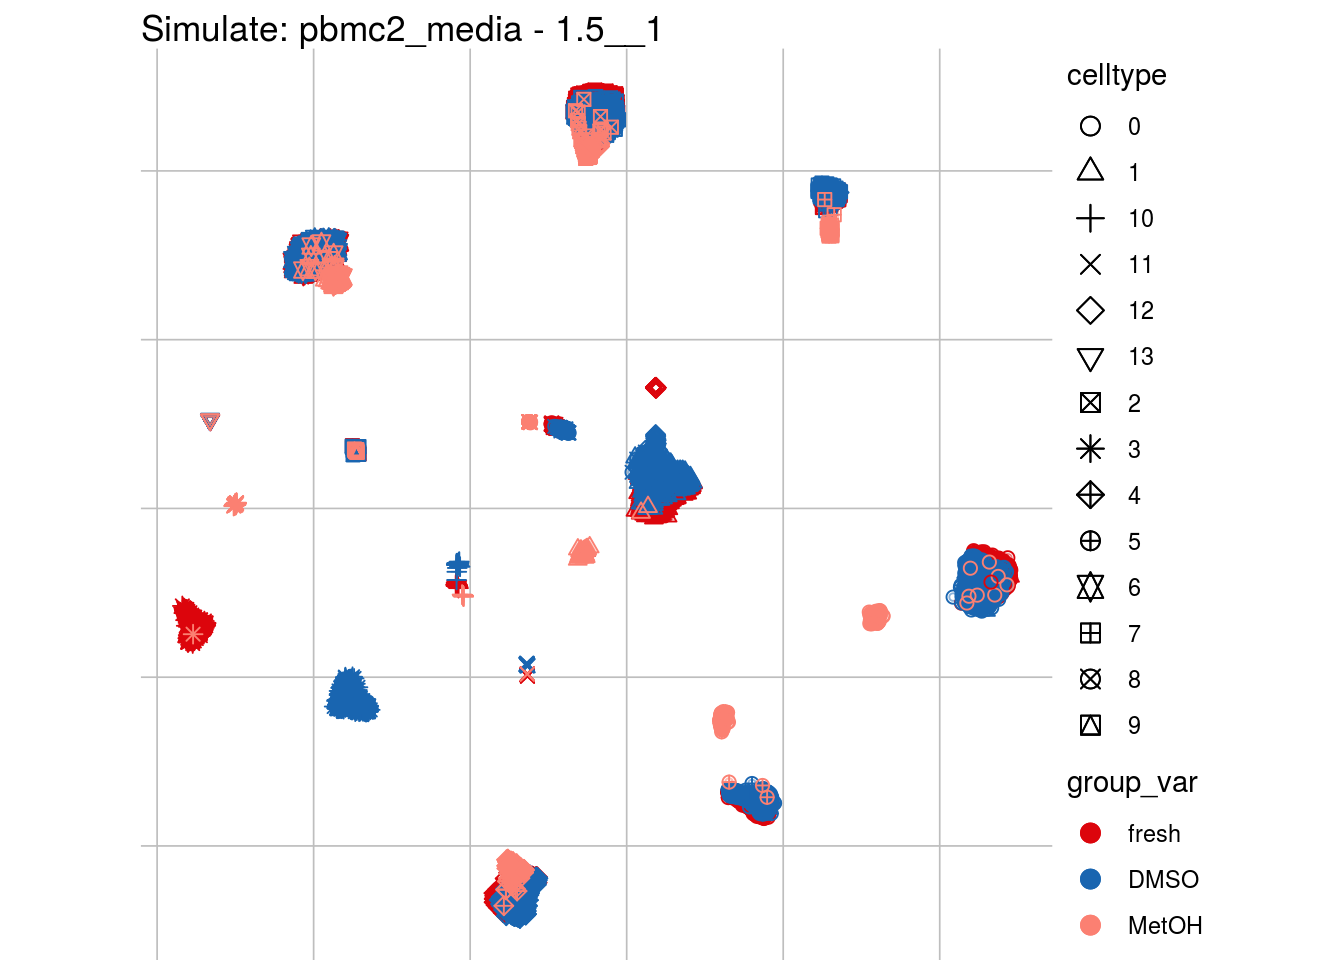 Simulate: pbmc2_media - 1.5__1
celltype
0
1
10
11
12
13
2
3
4
5
6
7
8
9
group_var
fresh
DMSO
MetOH